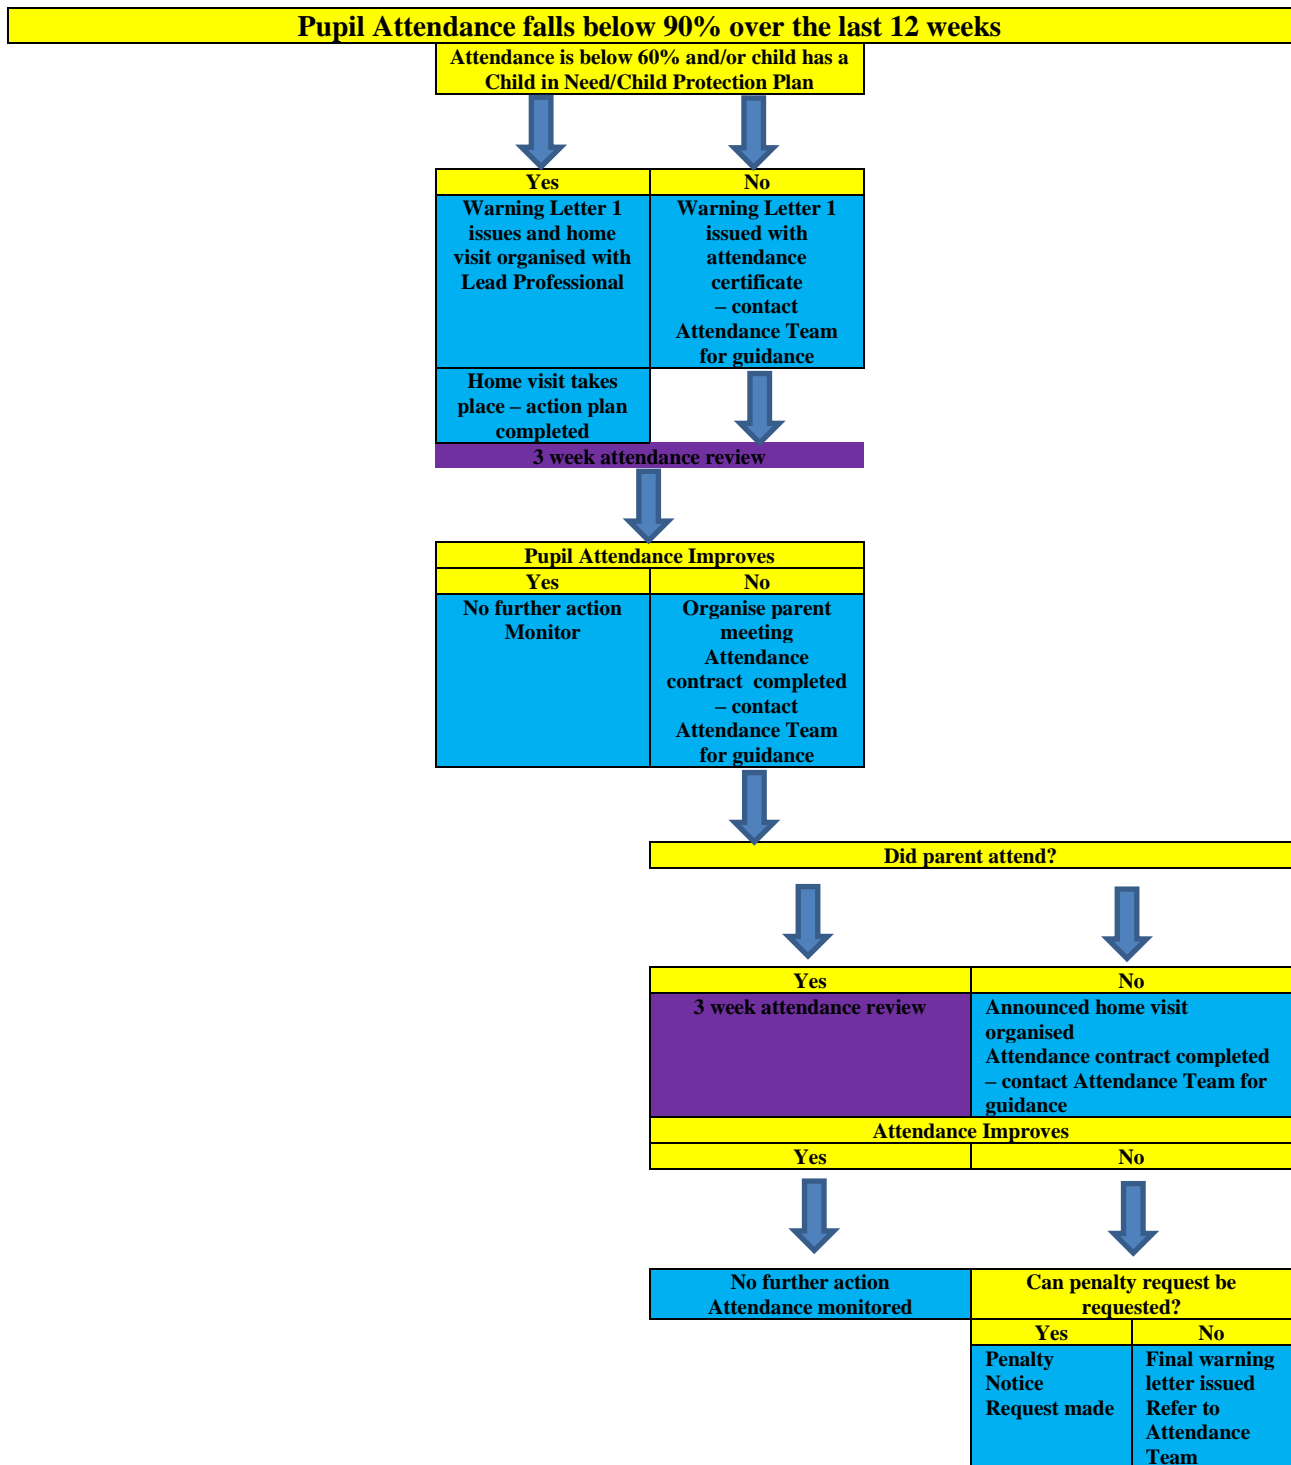 Pupil Attendance falls below 90% over the last 12 weeks
Attendance is below 60% and/or child has a
Child in Need/Child Protection Plan
Yes
No
Warning Letter 1
issues and home
visit organised with
Lead Professional
Warning Letter 1
issued with
attendance
certificate
– contact
Attendance Team
for guidance
Home visit takes
place – action plan
completed
3 week attendance review
Pupil Attendance Improves
Yes
No
No further action
Monitor
Organise parent
meeting
Attendance
contract completed
– contact
Attendance Team
for guidance
Did parent attend?
Yes
No
3 week attendance review
Announced home visit
organised
Attendance contract completed
– contact Attendance Team for
guidance
Attendance Improves
Yes
No
No further action
Attendance monitored
Can penalty request be
requested?
Yes
No
Penalty
Notice
Request made
Final warning
letter issued
Refer to
Attendance
Team